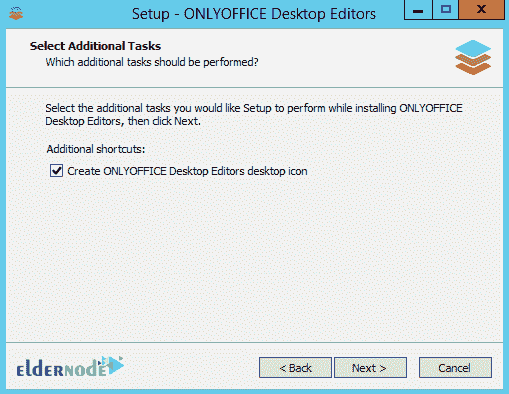 Setup - ONLYOFFICE Desktop Editors
Select Additional Tasks
Which additional tasks should be performed?
Select the additional tasks you would like Setup to perform while installing ONLYOFFICE
Desktop Editors, then click Next.
Additional shortcuts:
Create ONLYOFFICE Desktop Editors desktop icon
eldernode
< Back
Next >
Cancel